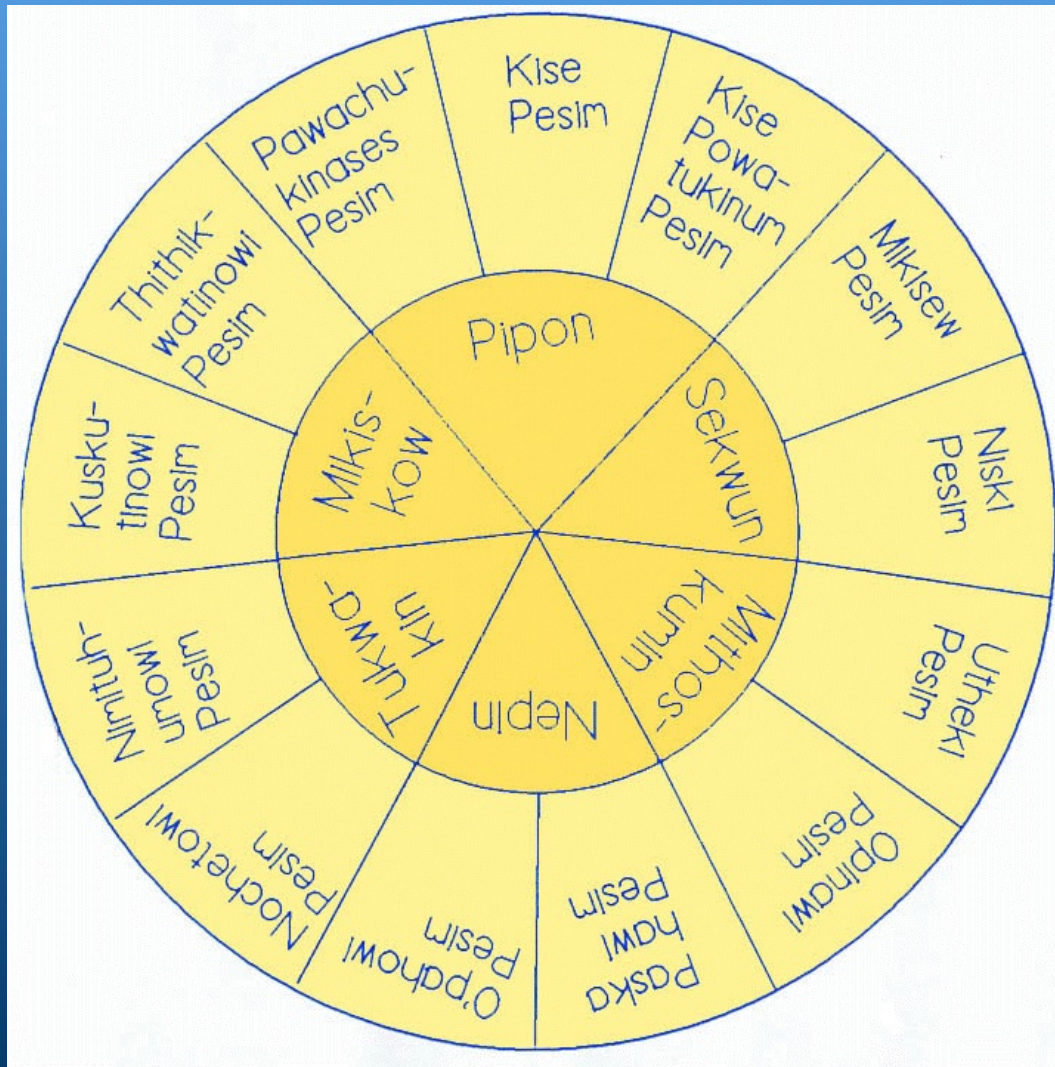 Kise
Pesim
Kise
Powa-
tukinum
Pesim
Mikisew
Pesim
Niski
Pesim
Utheki
Pesim
Opinawi
Pesim
Paska
hawi
Pesim
O'pahowi
Pesim
Nochetowi
Pesim
Nimituh-
umowi
Pesim
Kusku-
tinowi
Pesim
Thithik-
watinowi
Pesim
Pawachu-
kinases
Pesim
Pipon
Sekwun
Mithos-
kumin
Nepin
Tukwa-
kin
Mikis-
kow